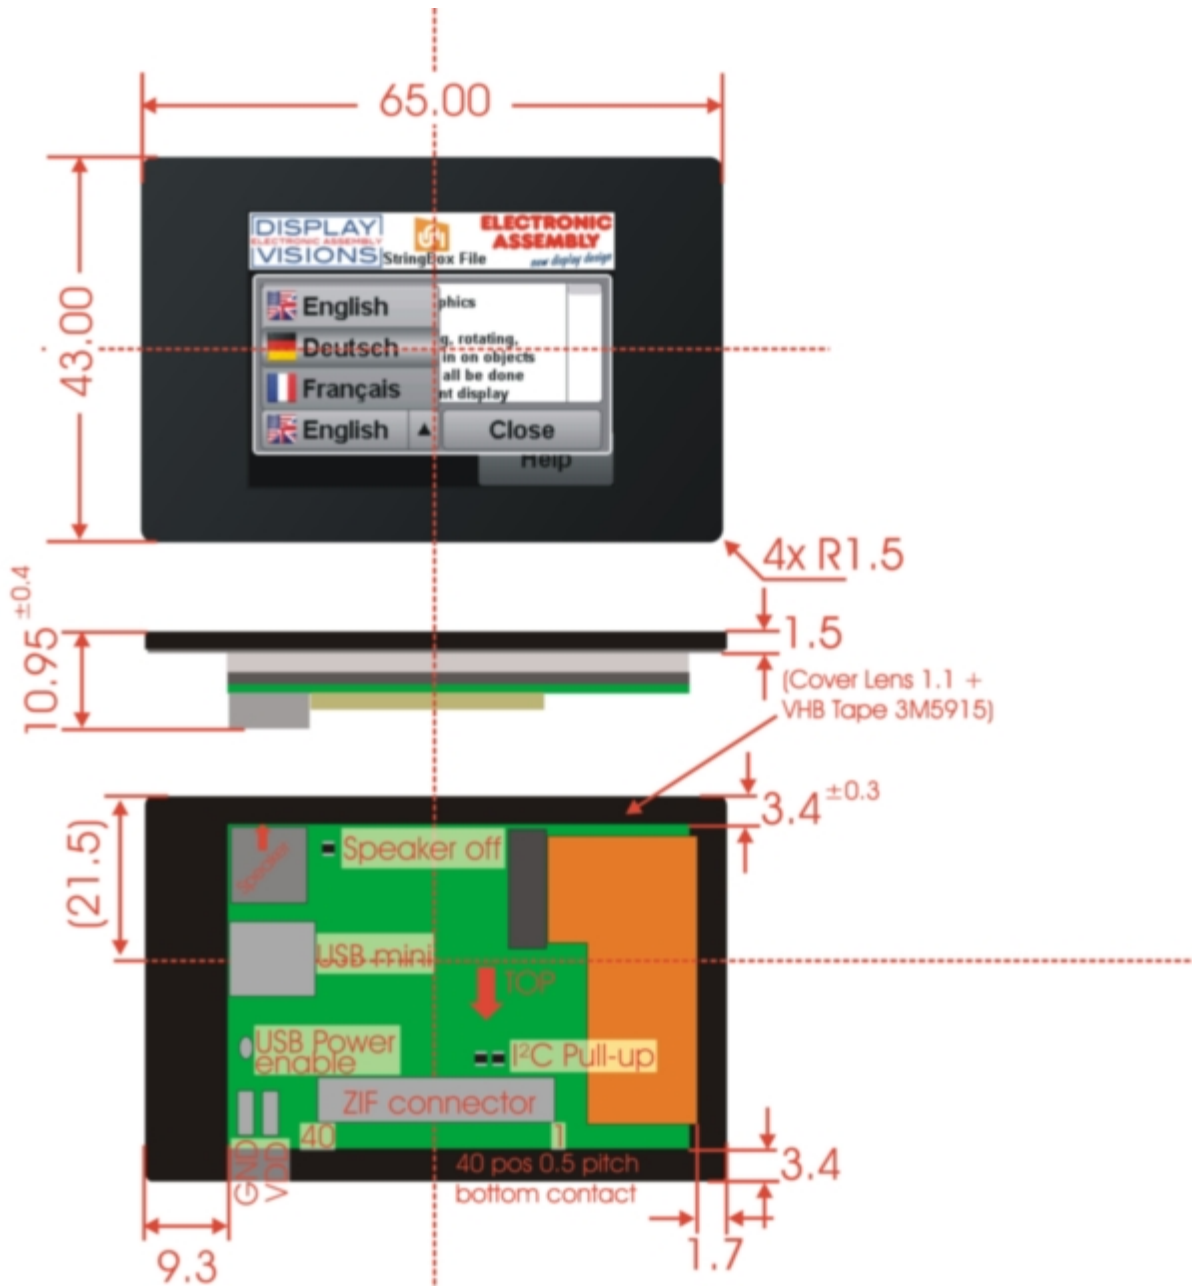 65.00
43.00
DISPLAY
ELECTRONIC ASSEMBLY
VISIONS
StringBox File
ELECTRONIC
ASSEMBLY
new display design
English
phics
Deutsch
g, rotating,
in on objects
Français
all be done
nt display
English ▲
Close
Help
4x R1.5
10.95 ±0.4
1.5
(Cover Lens 1.1 +
VHB Tape 3M5915)
3.4 ±0.3
(21.5)
Speaker
Speaker off
USB mini
TOP
USB Power
enable
I²C Pull-up
ZIF connector
40
1
GND
VDD
40 pos 0.5 pitch
bottom contact
3.4
9.3
1.7